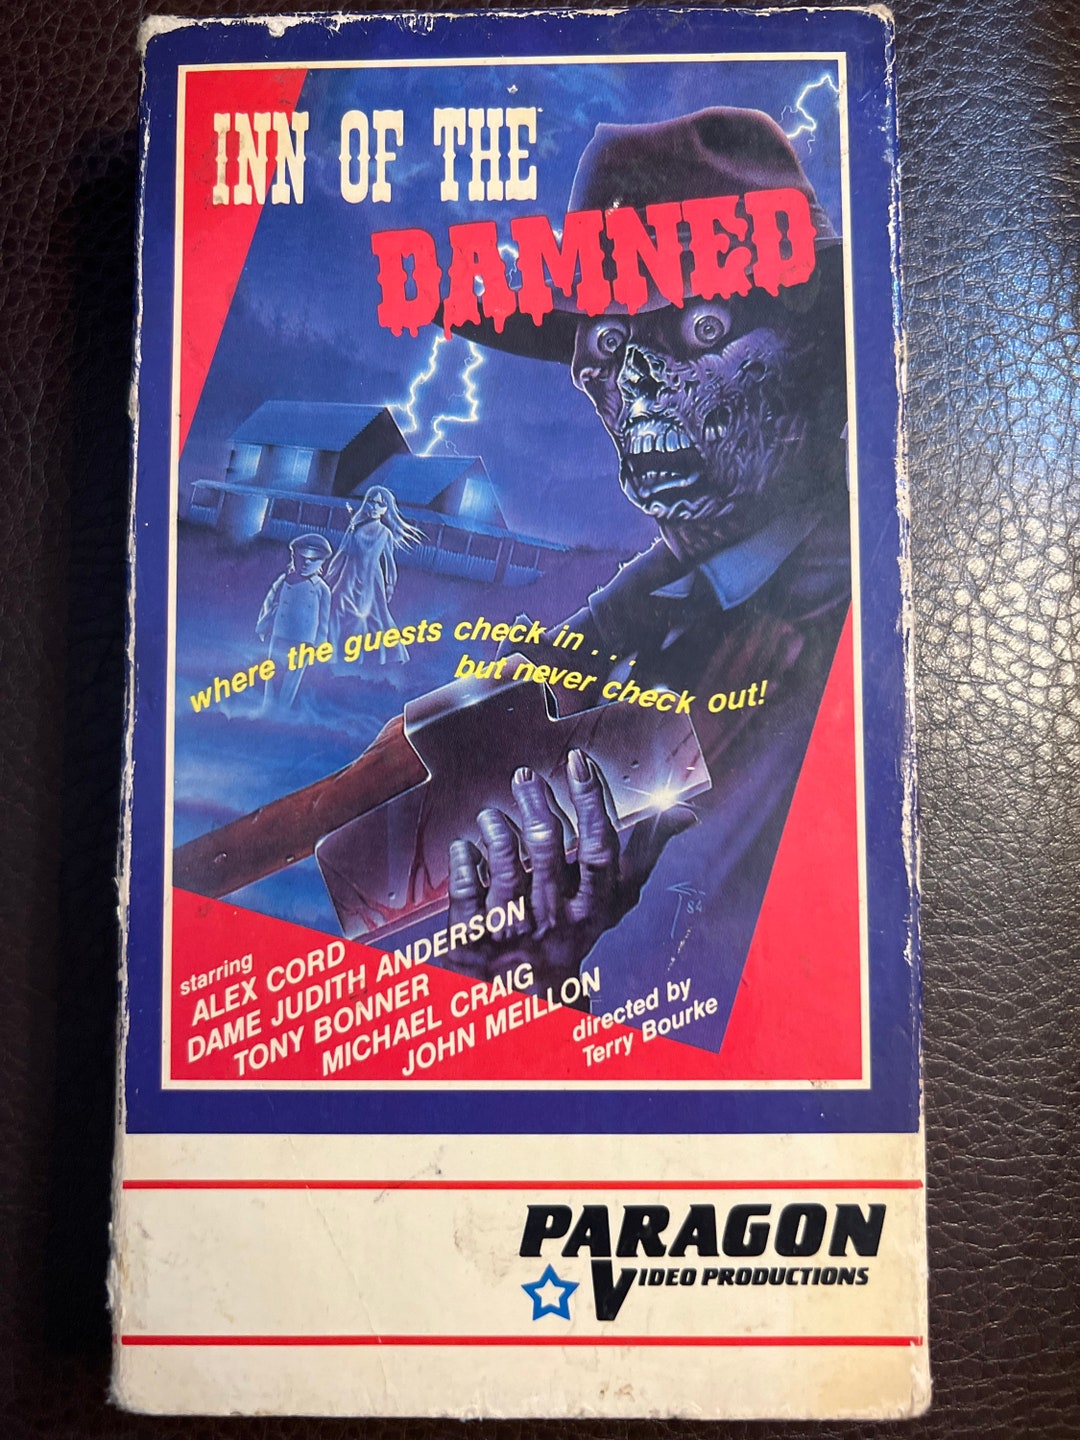 INN OF THE
DAMNED
where the guests check in . . .
but never check out!
84
starring
ALEX CORD
DAME JUDITH ANDERSON
TONY BONNER
MICHAEL CRAIG
JOHN MEILLON
directed by
Terry Bourke
PARAGON
VIDEO PRODUCTIONS